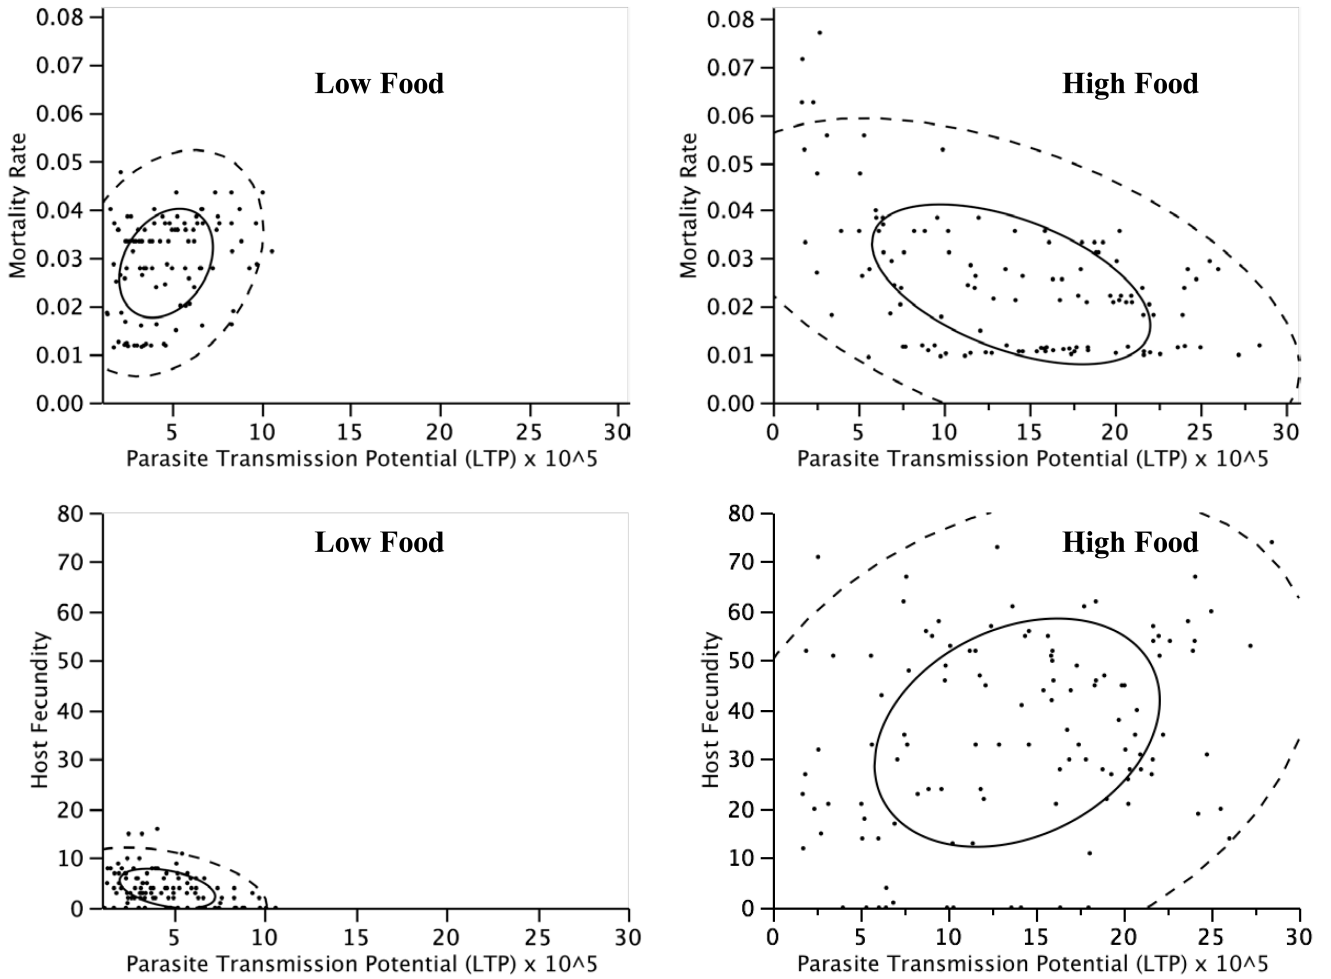 0.08
0.07
0.06
0.05
0.04
0.03
0.02
0.01
0.00
Mortality Rate
Low Food
5 10 15 20 25 30
Parasite Transmission Potential (LTP) x 10^5
0.08
0.07
0.06
0.05
0.04
0.03
0.02
0.01
0.00
Mortality Rate
High Food
0 5 10 15 20 25 30
Parasite Transmission Potential (LTP) x 10^5
80
70
60
50
40
30
20
10
0
Host Fecundity
Low Food
5 10 15 20 25 30
Parasite Transmission Potential (LTP) x 10^5
80
70
60
50
40
30
20
10
0
Host Fecundity
High Food
0 5 10 15 20 25 30
Parasite Transmission Potential (LTP) x 10^5